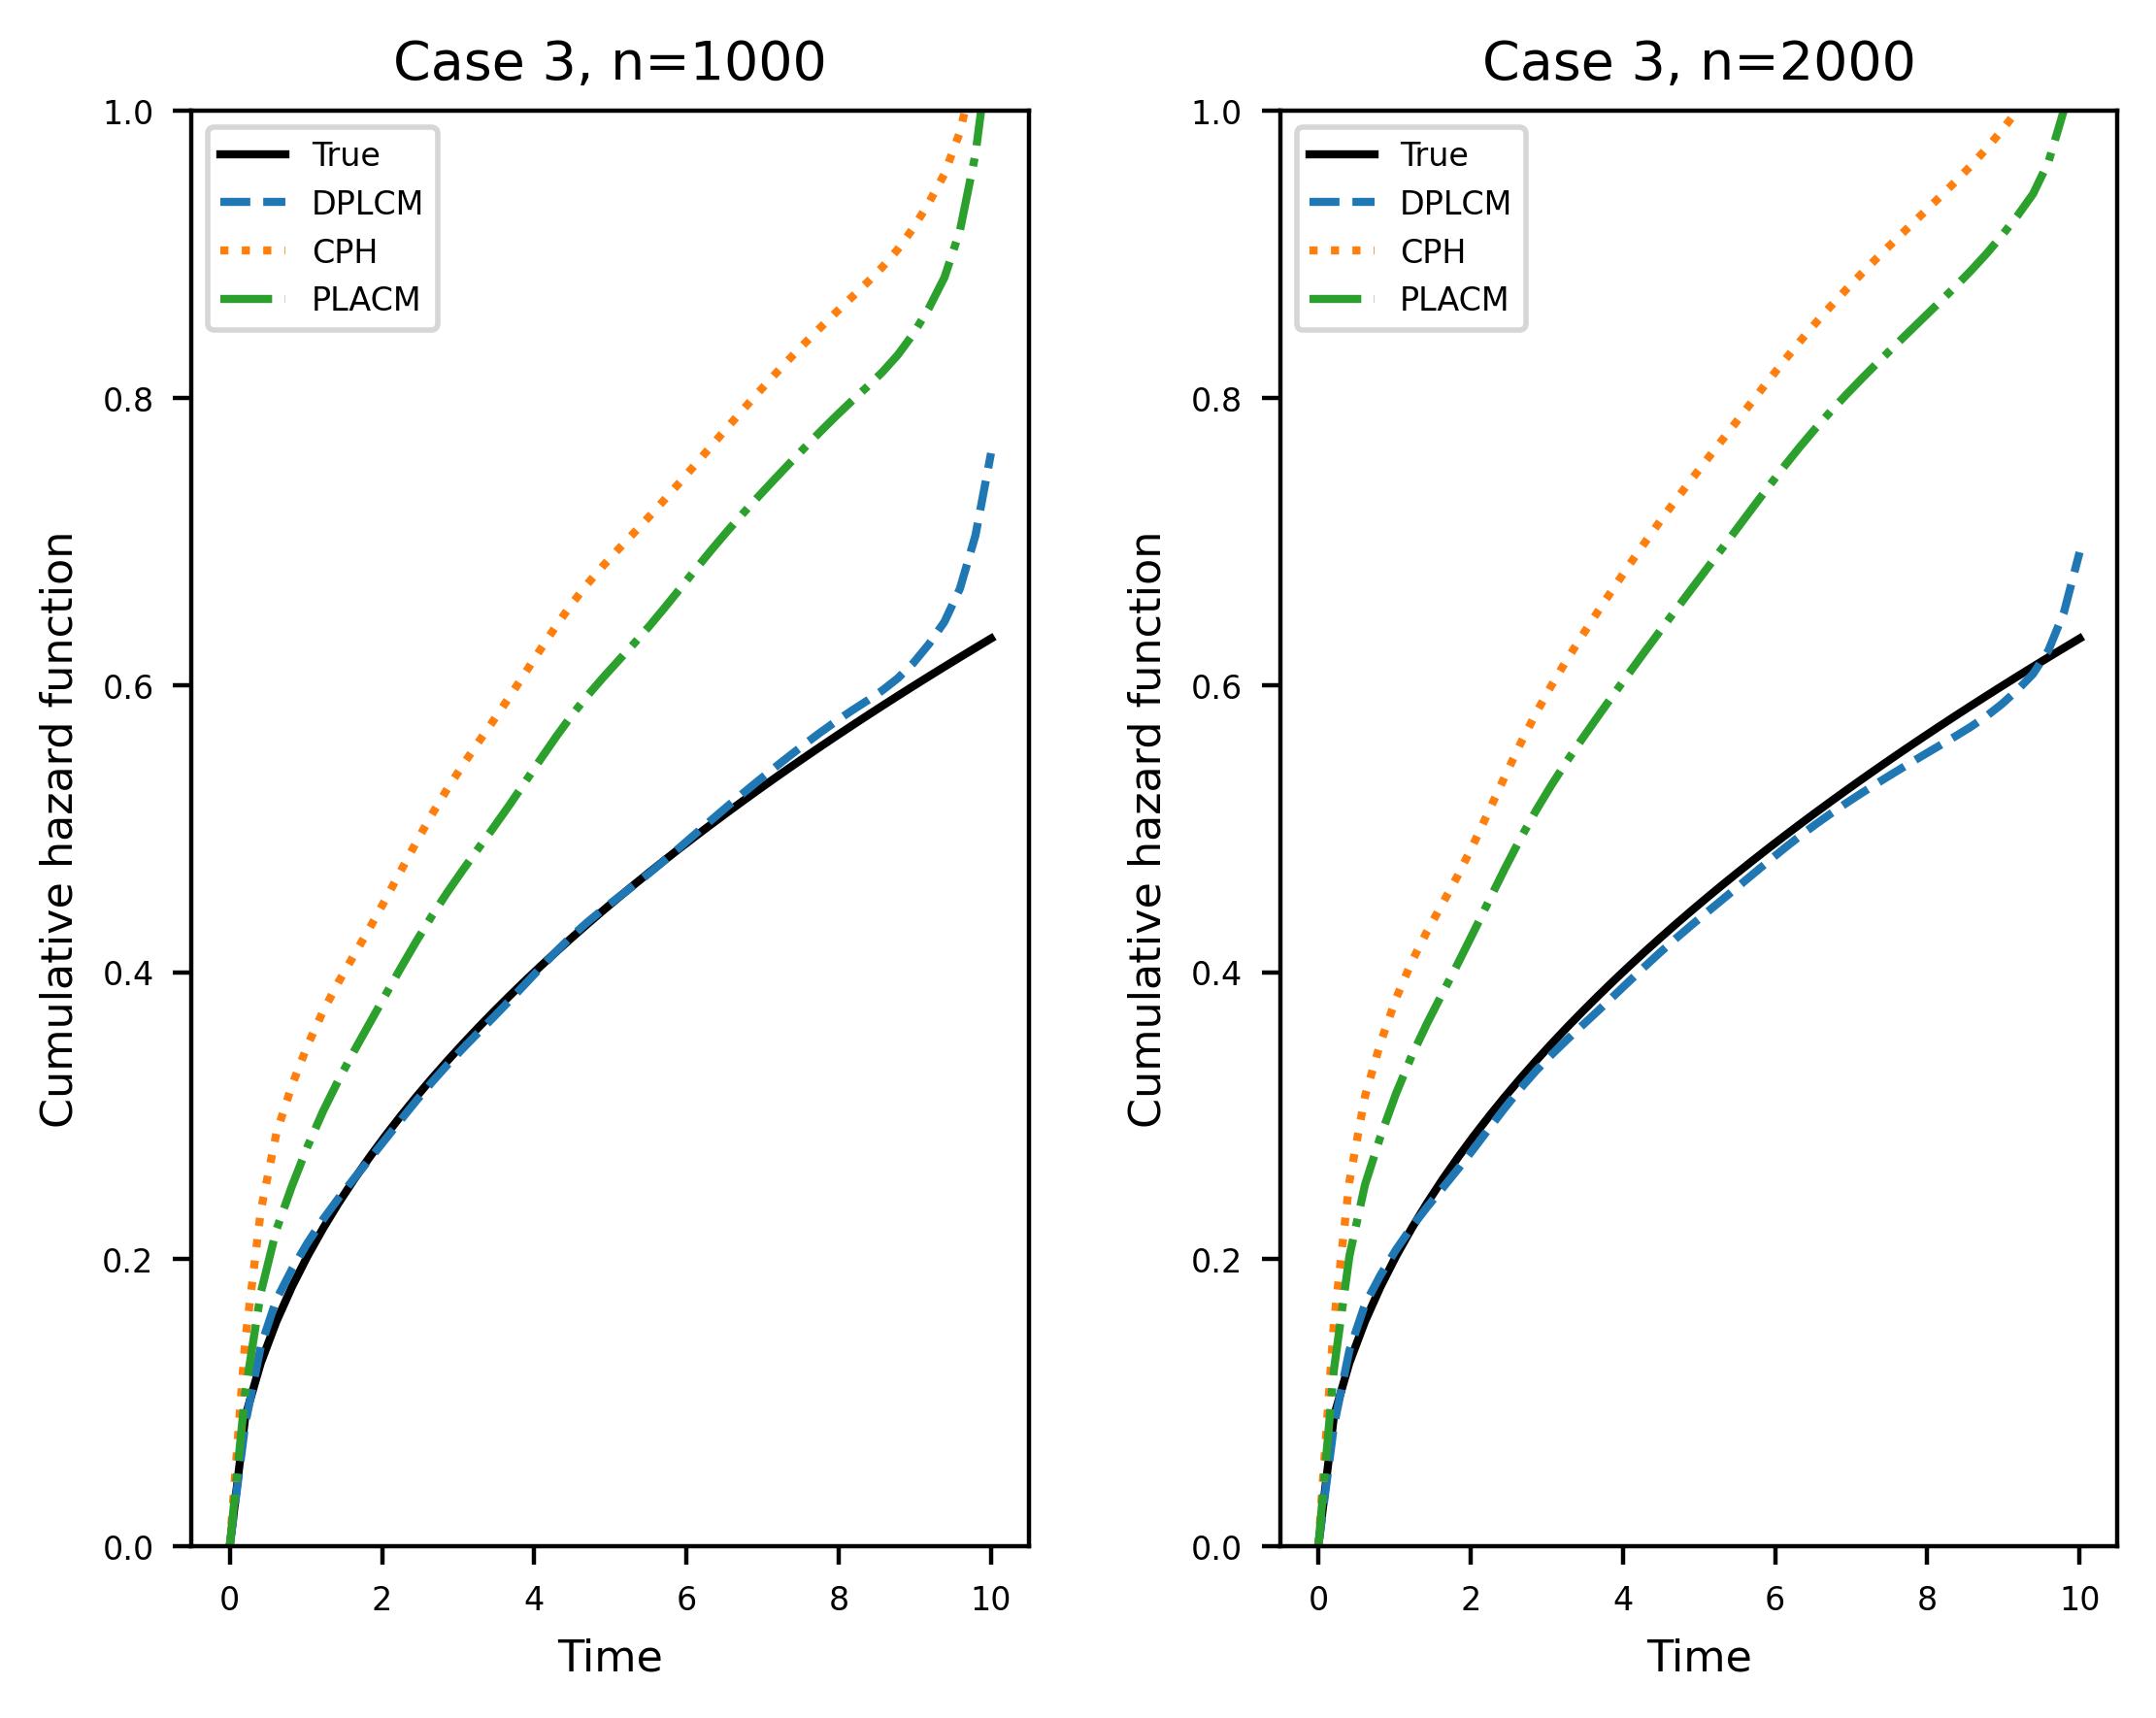 Case 3, n=1000
Cumulative hazard function
1.0
0.8
0.6
0.4
0.2
0.0
True
DPLCM
CPH
PLACM
0 2 4 6 8 10
Time
Case 3, n=2000
Cumulative hazard function
1.0
0.8
0.6
0.4
0.2
0.0
True
DPLCM
CPH
PLACM
0 2 4 6 8 10
Time